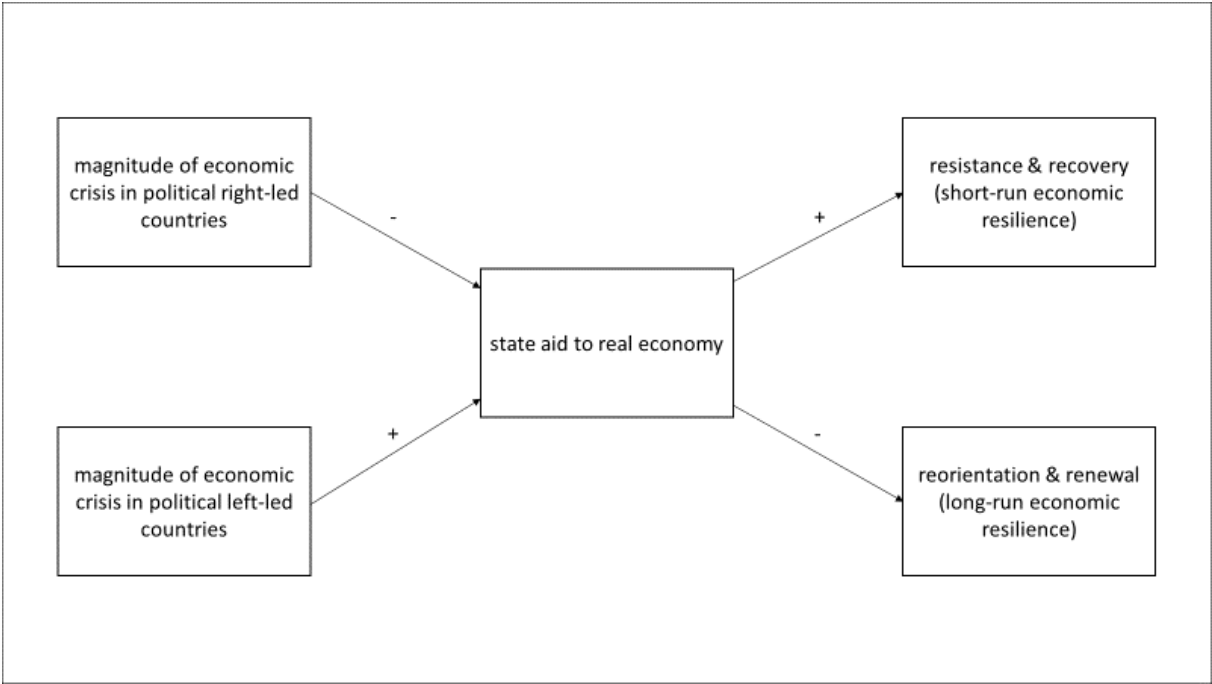 magnitude of economic
crisis in political right-led
countries
-
+
resistance & recovery
(short-run economic
resilience)
state aid to real economy
magnitude of economic
crisis in political left-led
countries
+
-
reorientation & renewal
(long-run economic
resilience)